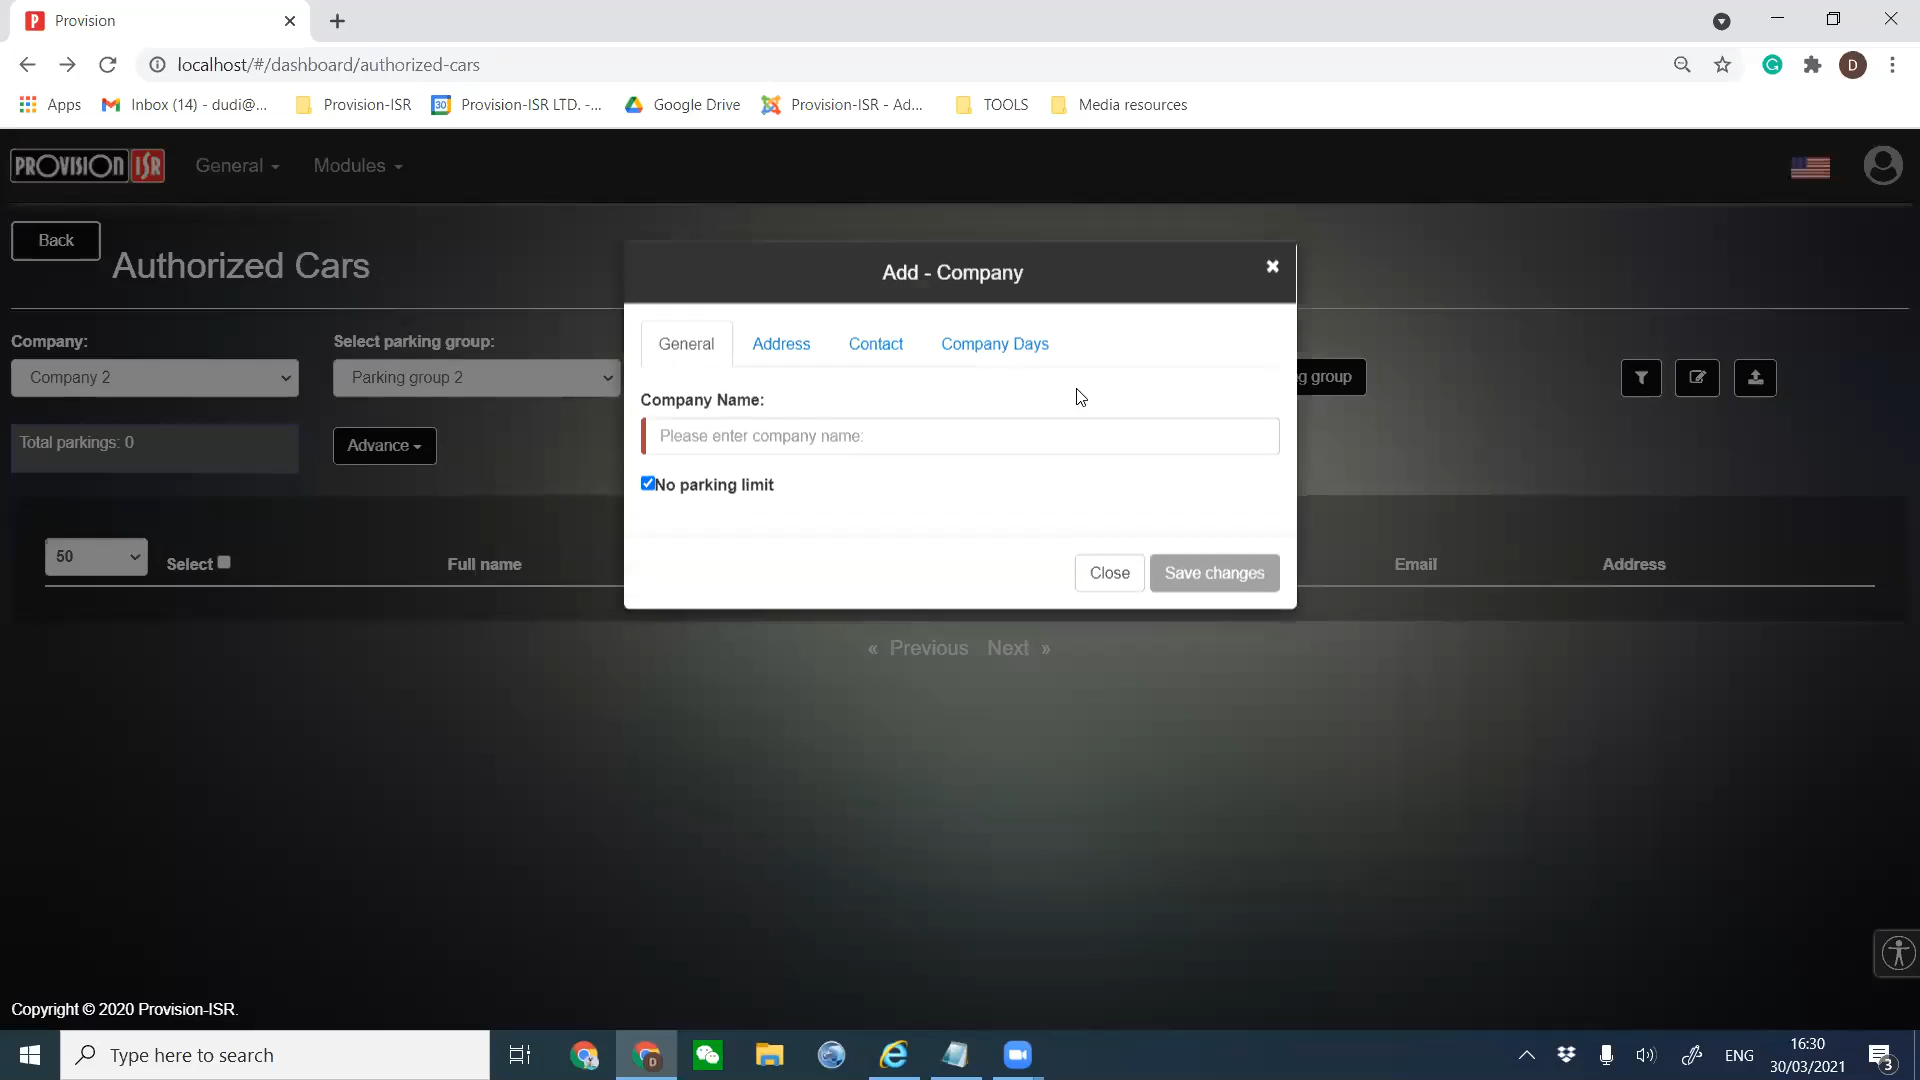 Provision
localhost/#/dashboard/authorized-cars
D
Apps
Inbox (14) - dudi@...
Provision-ISR
30
Provision-ISR LTD. -...
Google Drive
Provision-ISR - Ad...
TOOLS
Media resources
PROVISION ISR
General
Modules
Back
Authorized Cars
Add - Company
Company:
Select parking group:
General
Address
Contact
Company Days
Company 2
Parking group 2
g group
Company Name:
Please enter company name:
Total parkings: 0
Advance
No parking limit
50
Select
Full name
Email
Address
Close
Save changes
« Previous Next »
Copyright © 2020 Provision-ISR.
Type here to search
ENG
16:30
30/03/2021
3